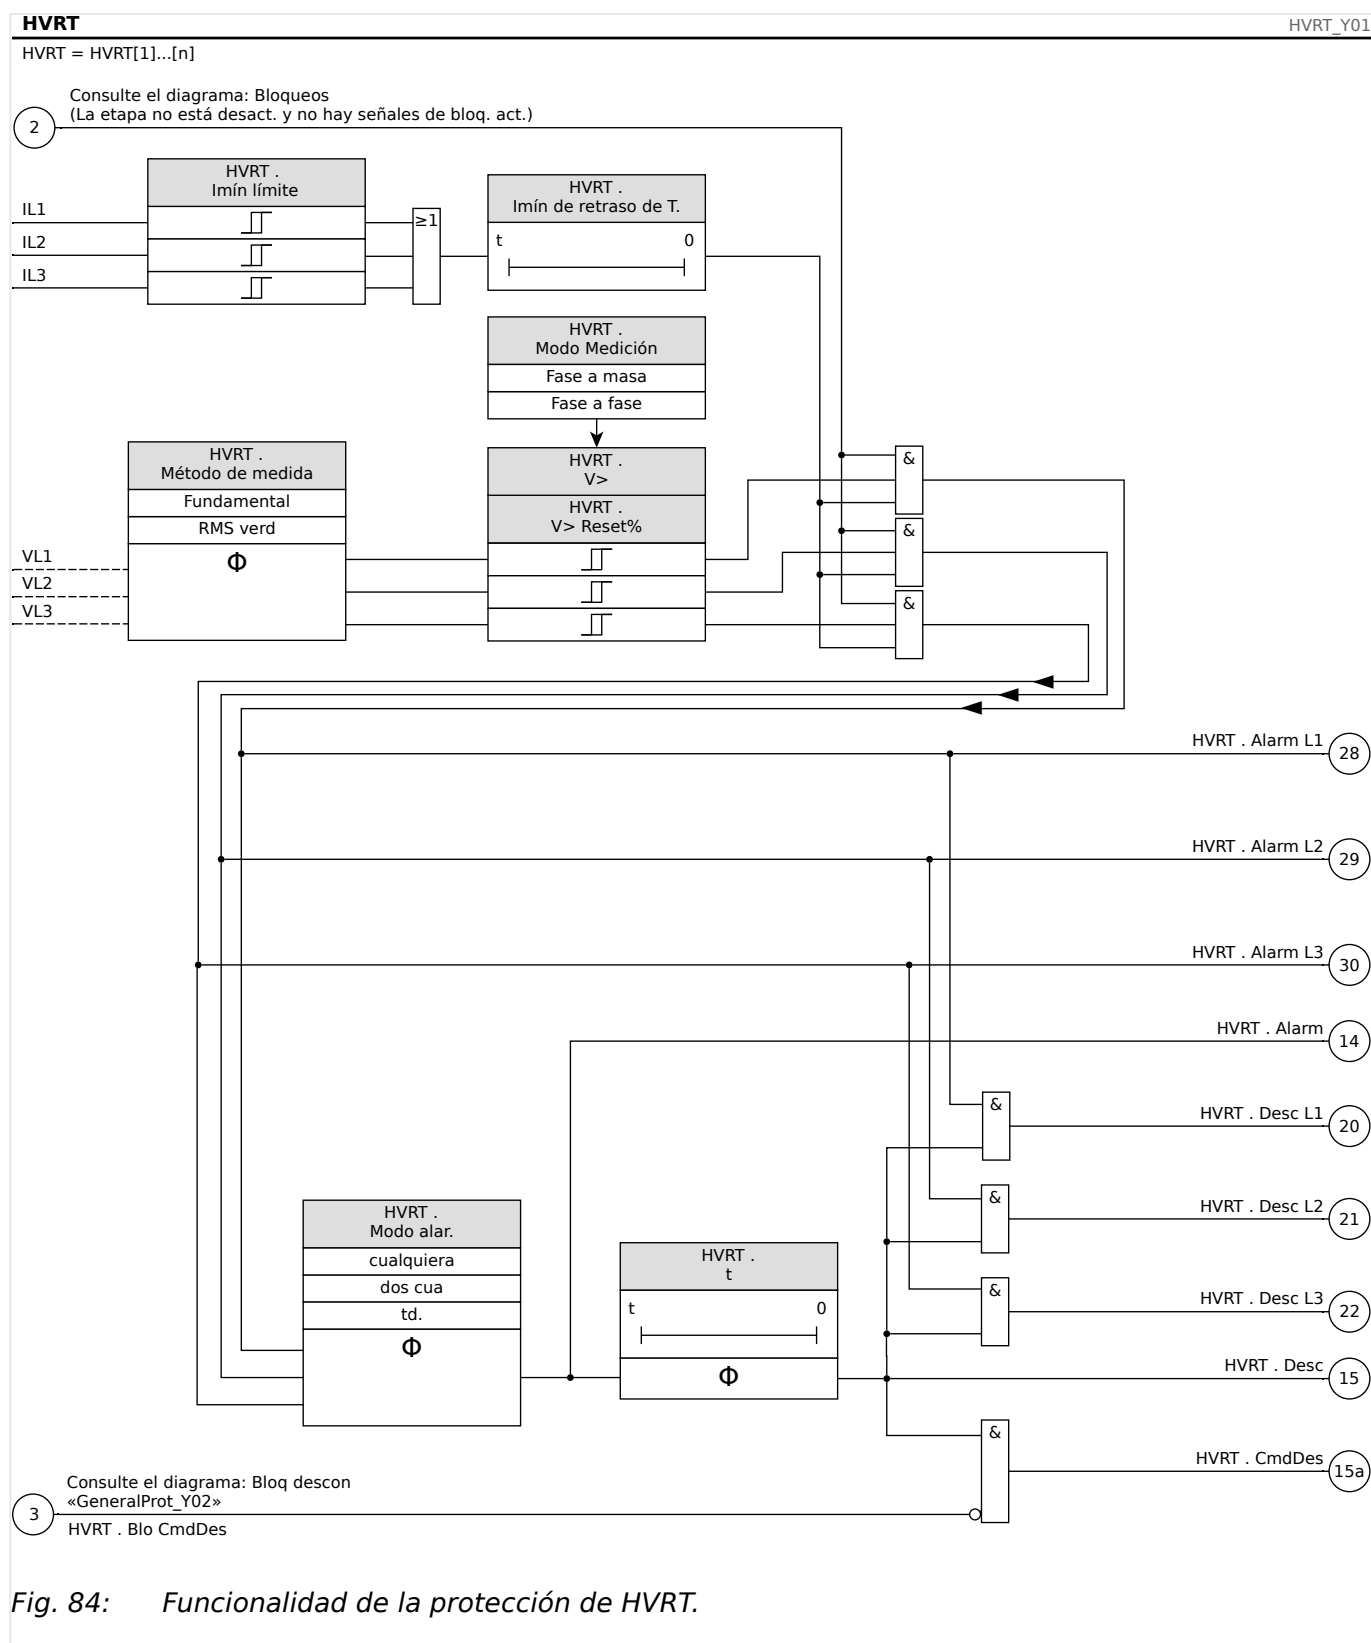 HVRT
HVRT_Y01
HVRT = HVRT[1]...[n]
Consulte el diagrama: Bloqueos
(La etapa no está desact. y no hay señales de bloq. act.)
2
HVRT .
Imín límite
IL1
IL2
IL3
≥1
HVRT .
Imín de retraso de T.
t 0
HVRT .
Modo Medición
Fase a masa
Fase a fase
HVRT .
Método de medida
Fundamental
RMS verd
Φ
VL1
VL2
VL3
HVRT .
V>
HVRT .
V> Reset%
&
&
&
HVRT . Alarm L1
28
HVRT . Alarm L2
29
HVRT . Alarm L3
30
HVRT . Alarm
14
&
HVRT . Desc L1
20
&
HVRT . Desc L2
21
&
HVRT . Desc L3
22
HVRT .
Modo alar.
cualquiera
dos cua
td.
Φ
HVRT .
t
t 0
Φ
HVRT . Desc
15
&
HVRT . CmdDes
15a
Consulte el diagrama: Bloq descon
«GeneralProt_Y02»
3
HVRT . Blo CmdDes
Fig. 84: Funcionalidad de la protección de HVRT.